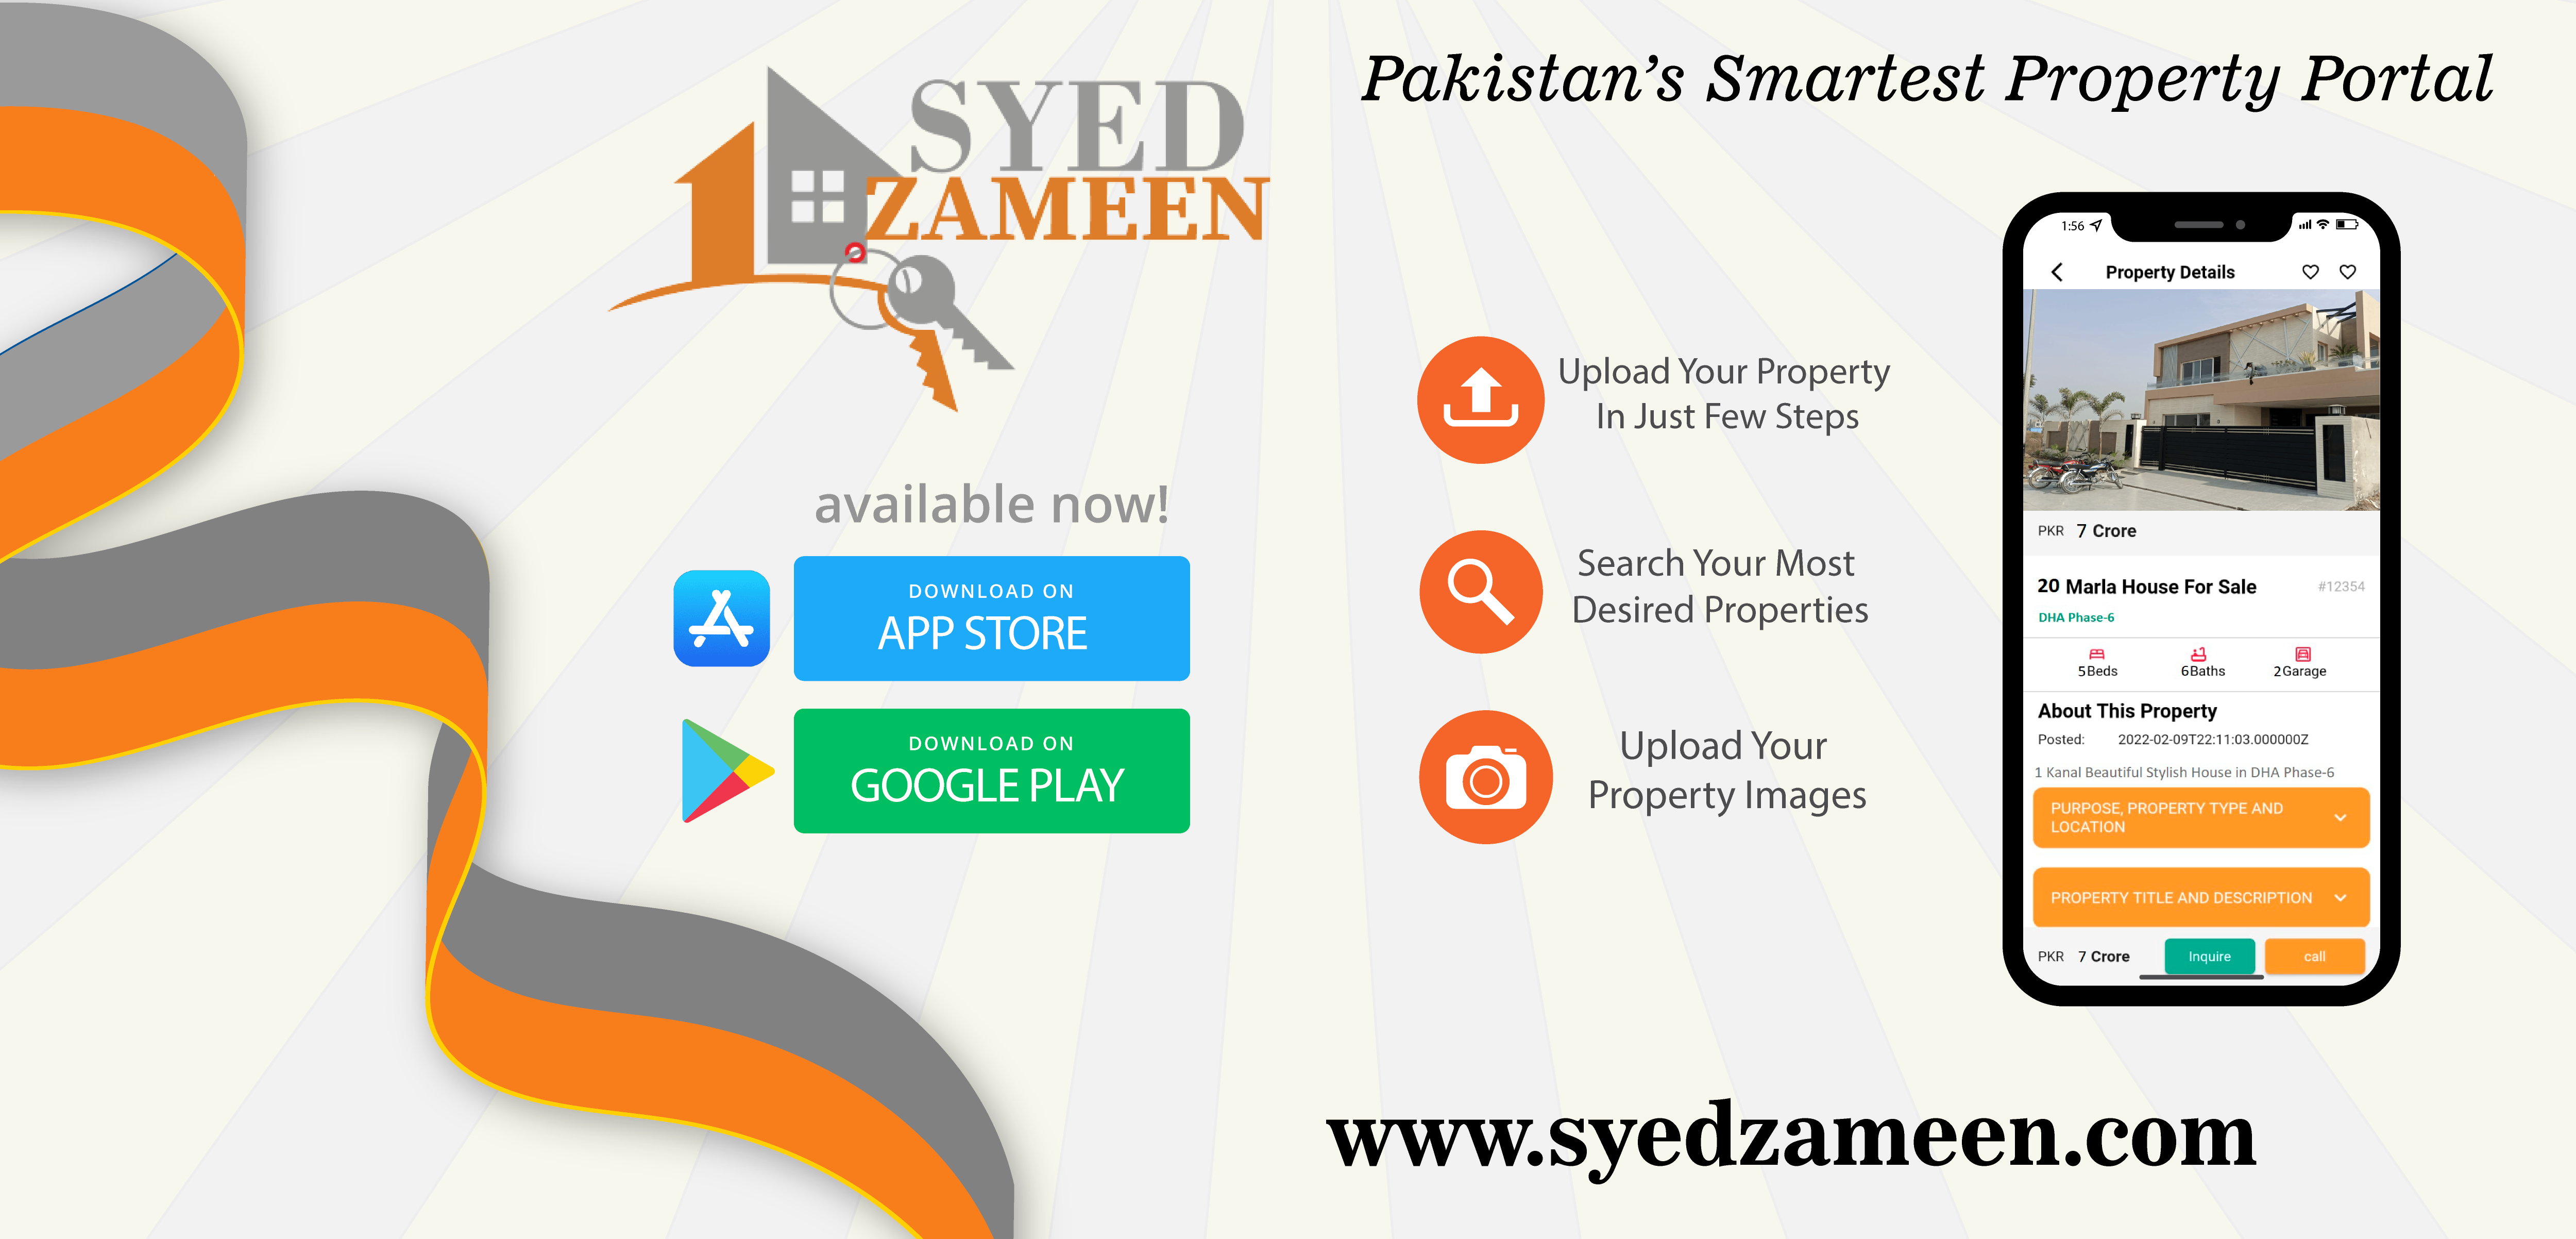 Pakistan's Smartest Property Portal
SYED
ZAMEEN
available now!
DOWNLOAD ON
APP STORE
DOWNLOAD ON
GOOGLE PLAY
Upload Your Property
In Just Few Steps
Search Your Most
Desired Properties
Upload Your
Property Images
1:56
Property Details
PKR 7 Crore
20 Marla House For Sale #12354
DHA Phase-6
5Beds 6Baths 2Garage
About This Property
Posted: 2022-02-09T22:11:03.000000Z
1 Kanal Beautiful Stylish House in DHA Phase-6
PURPOSE, PROPERTY TYPE AND
LOCATION
PROPERTY TITLE AND DESCRIPTION
PKR 7 Crore Inquire call
www.syedzameen.com